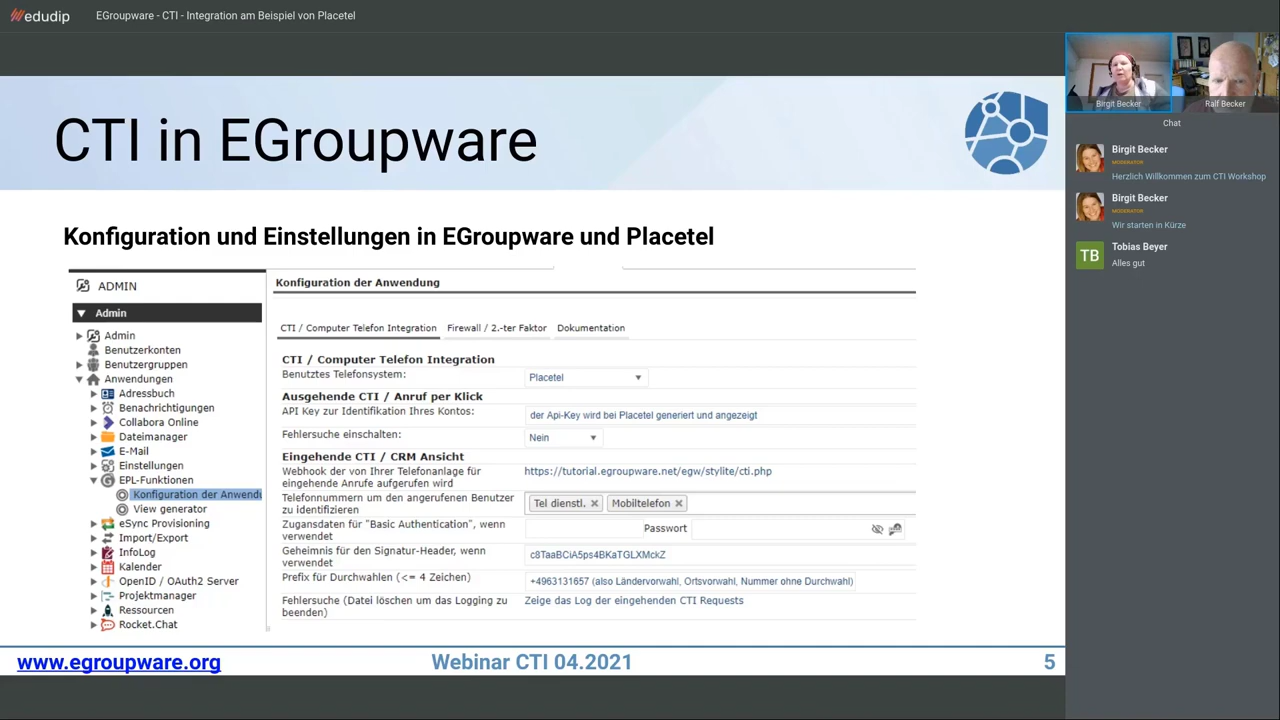 edudip
EGroupware - CTI - Integration am Beispiel von Placetel
CTI in EGroupware
Konfiguration und Einstellungen in EGroupware und Placetel
ADMIN
Admin
Admin
Benutzerkonten
Benutzergruppen
Anwendungen
Adressbuch
Benachrichtigungen
Collabora Online
Dateimanager
E-Mail
Einstellungen
EPL-Funktionen
Konfiguration der Anwendu
View generator
eSync Provisioning
Import/Export
InfoLog
Kalender
OpenID / OAuth2 Server
Projektmanager
Ressourcen
Rocket.Chat
Konfiguration der Anwendung
CTI / Computer Telefon Integration Firewall / 2.-ter Faktor Dokumentation
CTI / Computer Telefon Integration
Benutztes Telefonsystem: Placetel
Ausgehende CTI / Anruf per Klick
API Key zur Identifikation Ihres Kontos: der Api-Key wird bei Placetel generiert und angezeigt
Fehlersuche einschalten: Nein
Eingehende CTI / CRM Ansicht
Webhook der von Ihrer Telefonanlage für https://tutorial.egroupware.net/egw/stylite/cti.php
eingehende Anrufe aufgerufen wird
Telefonnummern um den angerufenen Benutzer Tel dienstl. Mobiltelefon
zu identifizieren
Zugansdaten für "Basic Authentication", wenn Passwort
verwendet
Geheimnis für den Signatur-Header, wenn c8TaaBCiA5ps4BKaTGLXMckZ
verwendet
Prefix für Durchwahlen (<= 4 Zeichen) +4963131657 (also Ländervorwahl, Ortsvorwahl, Nummer ohne Durchwahl)
Fehlersuche (Datei löschen um das Logging zu Zeige das Log der eingehenden CTI Requests
beenden)
www.egroupware.org Webinar CTI 04.2021 5
Birgit Becker Ralf Becker
Chat
Birgit Becker
MODERATOR
Herzlich Willkommen zum CTI Workshop
Birgit Becker
MODERATOR
Wir starten in Kürze
TB
Tobias Beyer
Alles gut